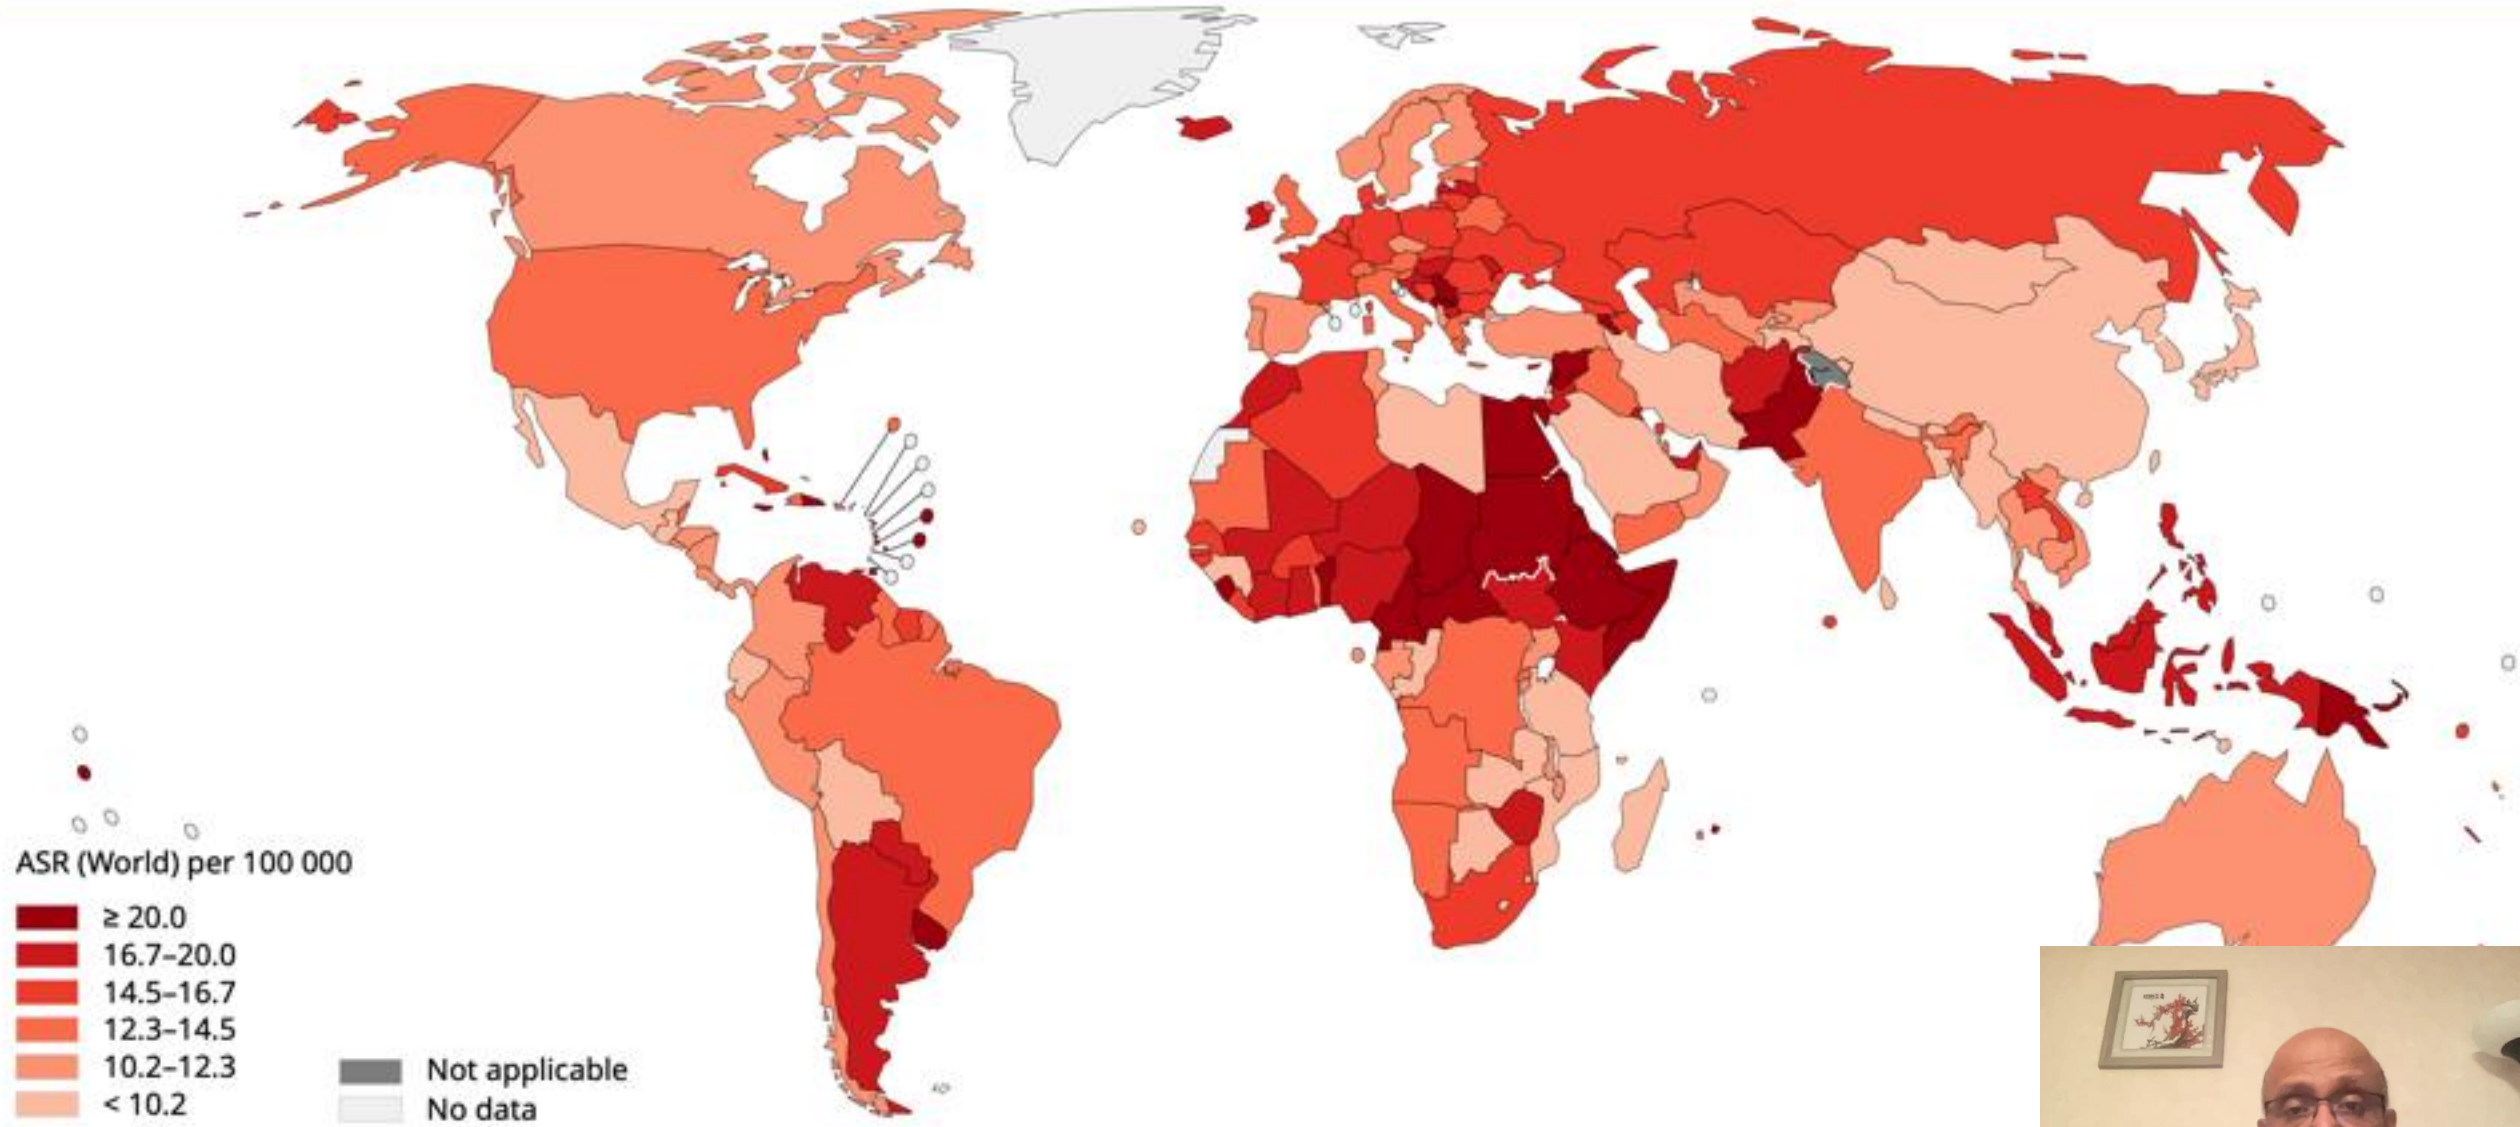 ASR (World) per 100 000
≥ 20.0
16.7–20.0
14.5–16.7
12.3–14.5
10.2–12.3
< 10.2
Not applicable
No data